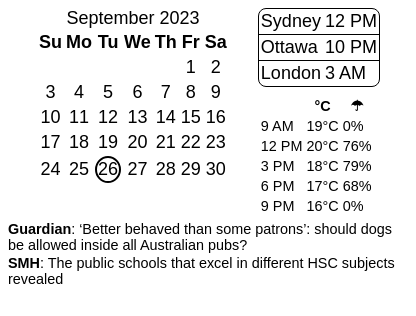 September 2023
Su Mo Tu We Th Fr Sa
1 2
3 4 5 6 7 8 9
10 11 12 13 14 15 16
17 18 19 20 21 22 23
24 25 26 27 28 29 30
Sydney 12 PM
Ottawa 10 PM
London 3 AM
°C ☂
9 AM 19°C 0%
12 PM 20°C 76%
3 PM 18°C 79%
6 PM 17°C 68%
9 PM 16°C 0%
Guardian: ‘Better behaved than some patrons’: should dogs
be allowed inside all Australian pubs?
SMH: The public schools that excel in different HSC subjects
revealed